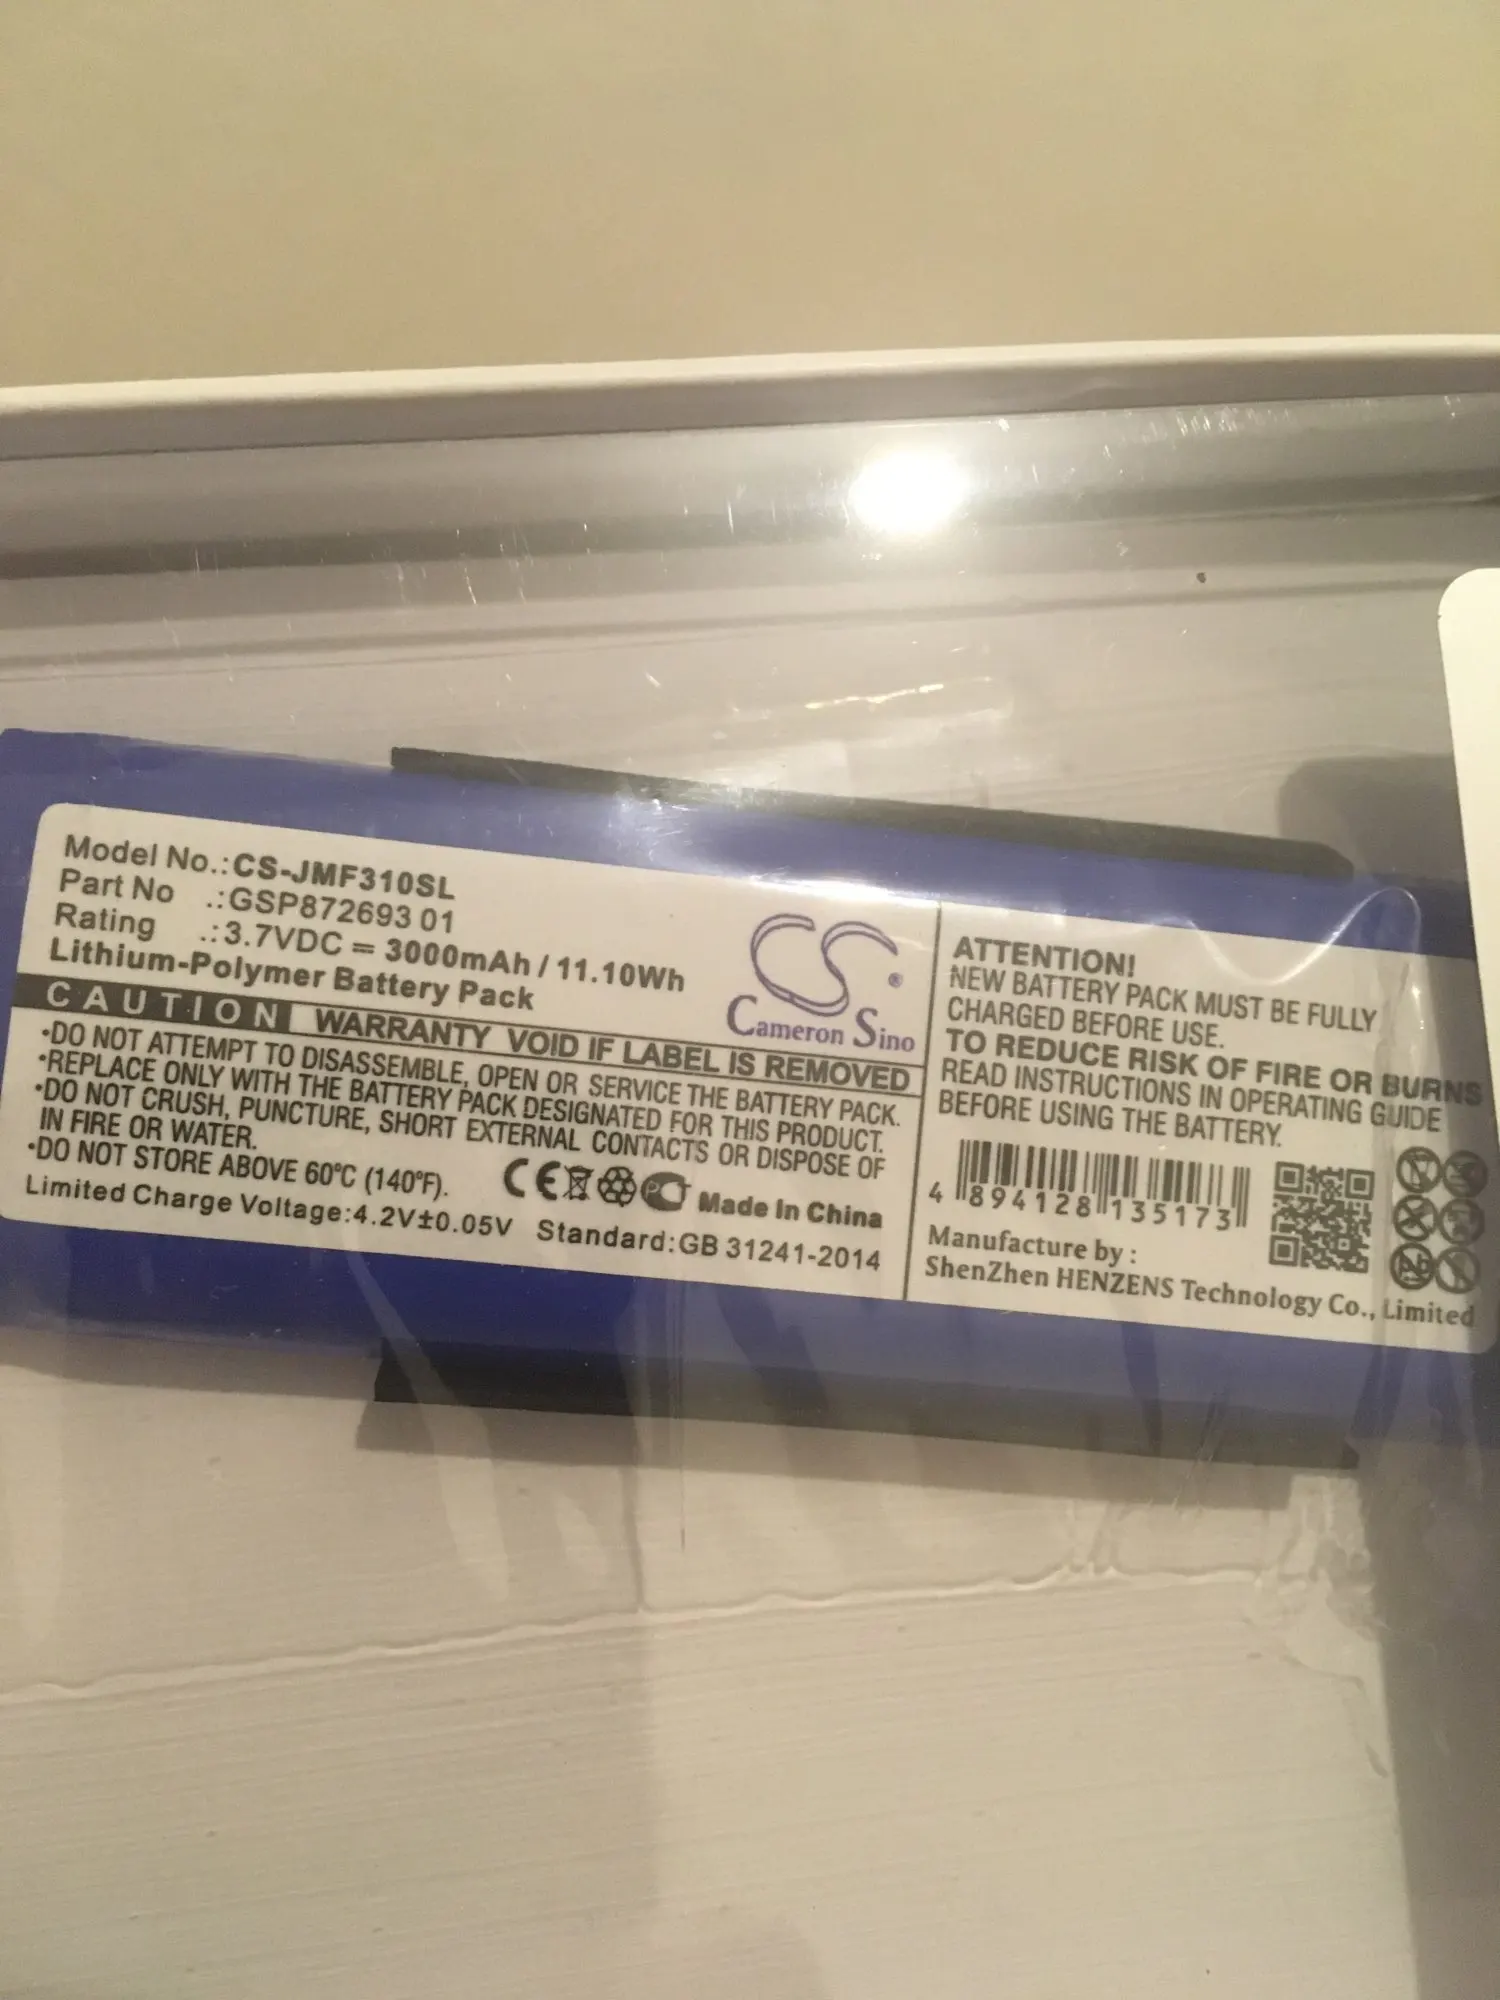 Model No.:CS-JMF310SL
Part No .:GSP872693 01
Rating .:3.7VDC = 3000mAh / 11.10Wh
Lithium-Polymer Battery Pack
CS®
Cameron Sino
CAUTION WARRANTY VOID IF LABEL IS REMOVED
•DO NOT ATTEMPT TO DISASSEMBLE, OPEN OR SERVICE THE BATTERY PACK.
•REPLACE ONLY WITH THE BATTERY PACK DESIGNATED FOR THIS PRODUCT.
•DO NOT CRUSH, PUNCTURE, SHORT EXTERNAL CONTACTS OR DISPOSE OF
IN FIRE OR WATER.
•DO NOT STORE ABOVE 60°C (140°F).
CE Made In China
Limited Charge Voltage:4.2V±0.05V Standard:GB 31241-2014
ATTENTION!
NEW BATTERY PACK MUST BE FULLY
CHARGED BEFORE USE.
TO REDUCE RISK OF FIRE OR BURNS
READ INSTRUCTIONS IN OPERATING GUIDE
BEFORE USING THE BATTERY.
4 894128 135173
Manufacture by :
ShenZhen HENZENS Technology Co., Limited